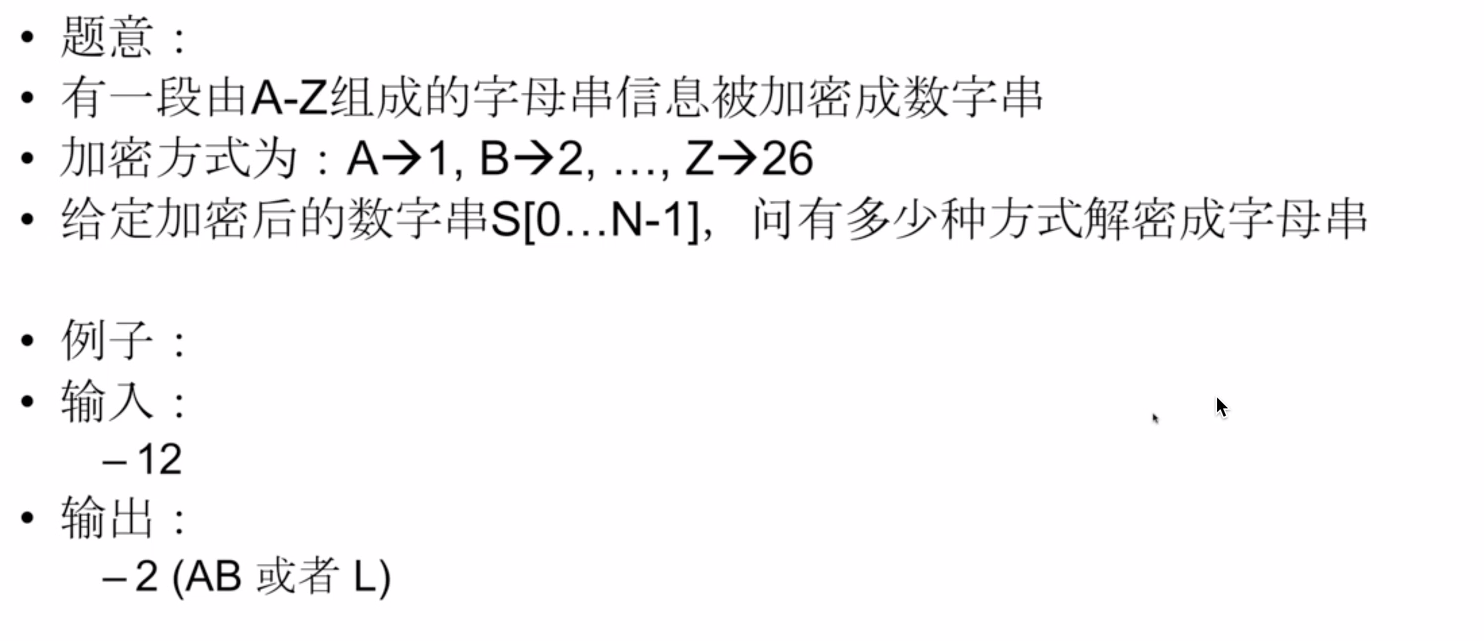 • 题意：
• 有一段由A-Z组成的字母串信息被加密成数字串
• 加密方式为：A→1, B→2, …, Z→26
• 给定加密后的数字串S[0…N-1]，问有多少种方式解密成字母串
• 例子：
• 输入：
– 12
• 输出：
– 2 (AB 或者 L)